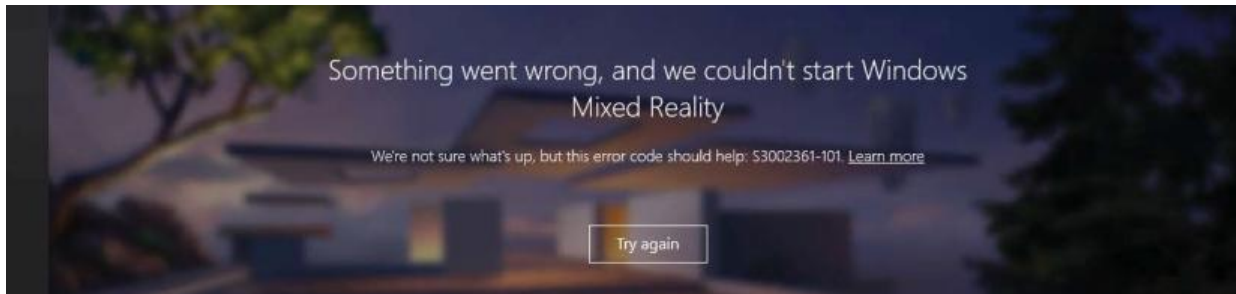 Something went wrong, and we couldn't start Windows
Mixed Reality
We're not sure what's up, but this error code should help: S3002361-101. Learn more
Try again